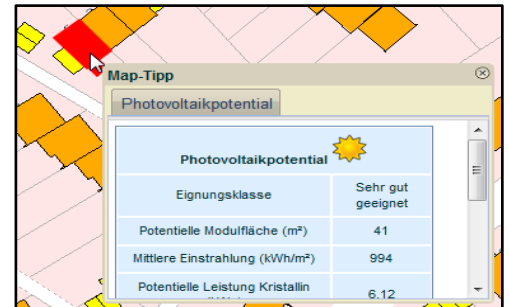 Map-Tipp
Photovoltaikpotential
Photovoltaikpotential
Eignungsklasse Sehr gut
geeignet
Potentielle Modulfläche (m²) 41
Mittlere Einstrahlung (kWh/m²) 994
Potentielle Leistung Kristallin 6.12